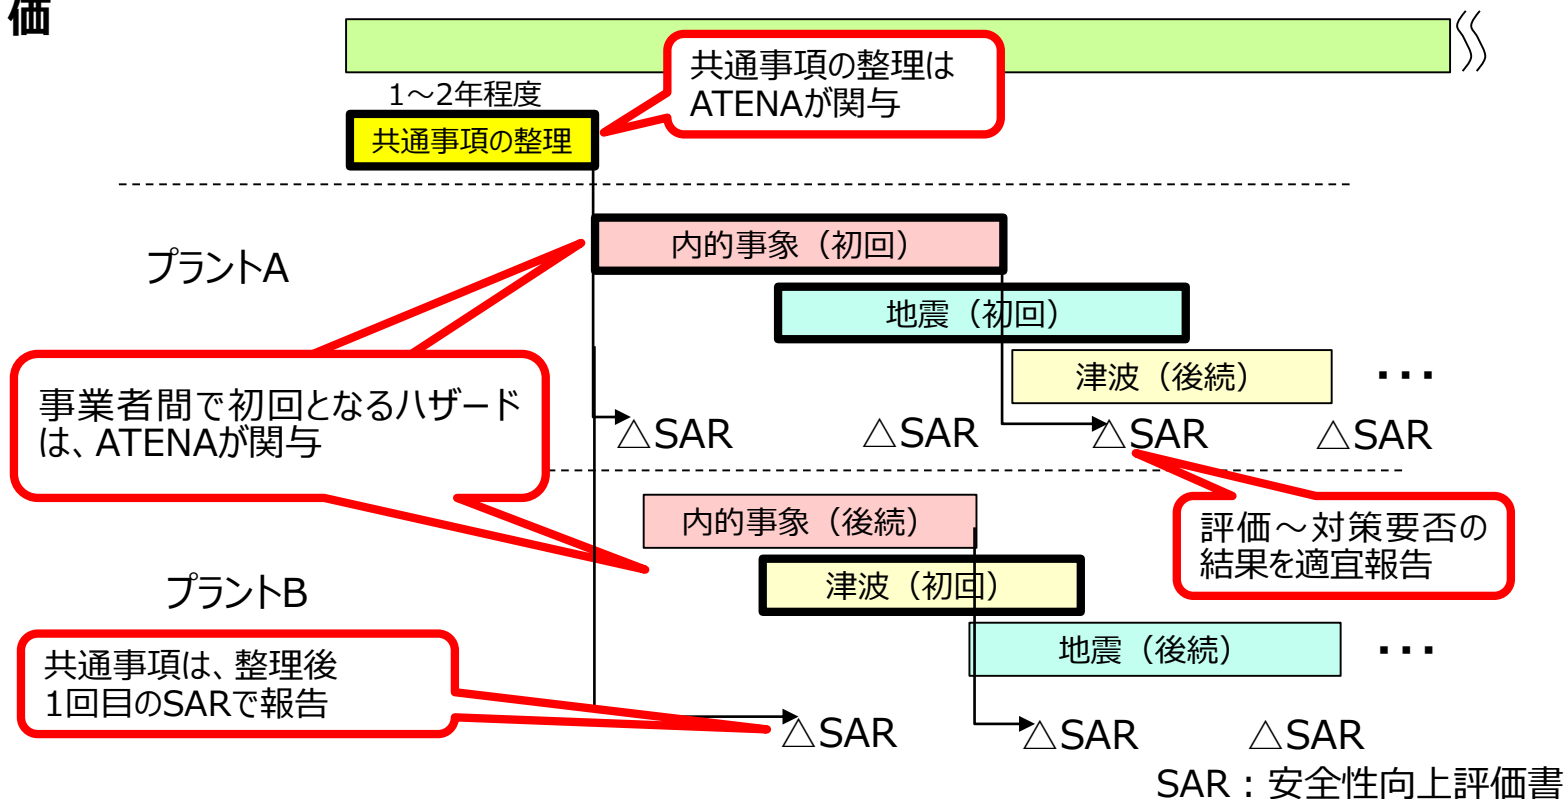 価
共通事項の整理は
ATENAが関与
1～2年程度
共通事項の整理
プラントA
内的事象（初回）
地震（初回）
津波（後続）
･･･
事業者間で初回となるハザード
は、ATENAが関与
△SAR
△SAR
△SAR
△SAR
評価～対策要否の
結果を適宜報告
プラントB
内的事象（後続）
津波（初回）
地震（後続）
･･･
共通事項は、整理後
1回目のSARで報告
△SAR
△SAR
△SAR
SAR：安全性向上評価書